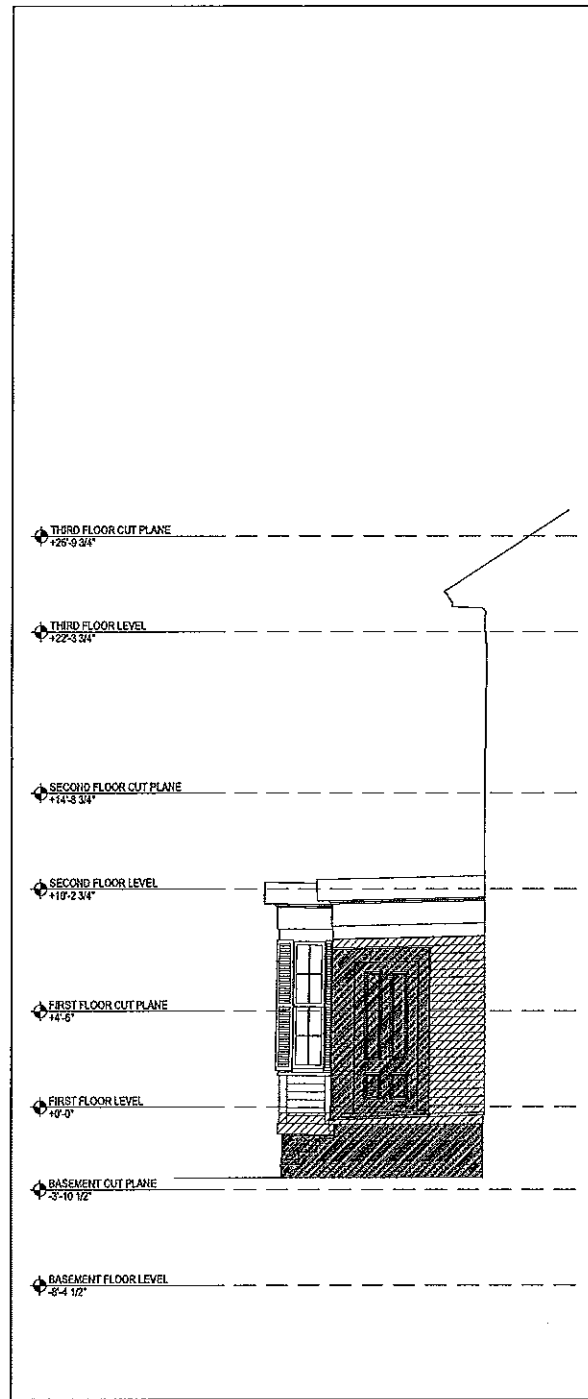 THIRD FLOOR CUT PLANE
+26'-9 3/4"
THIRD FLOOR LEVEL
+22'-3 3/4"
SECOND FLOOR CUT PLANE
+14'-8 3/4"
SECOND FLOOR LEVEL
+10'-2 3/4"
FIRST FLOOR CUT PLANE
+4'-6"
FIRST FLOOR LEVEL
+0'-0"
BASEMENT CUT PLANE
-3'-10 1/2"
BASEMENT FLOOR LEVEL
-8'-4 1/2"